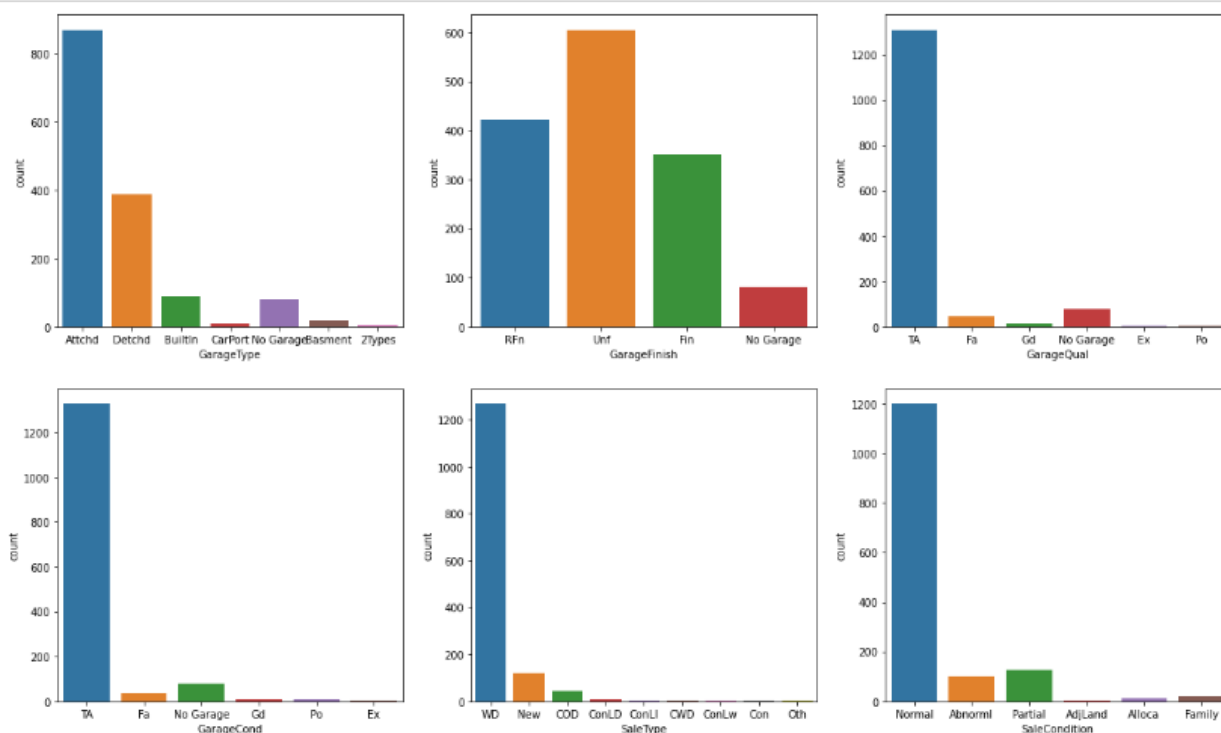 800
600
400
200
0
count
Attchd Detchd BuiltIn CarPort No Garage Basment 2Types
GarageType
600
500
400
300
200
100
0
count
RFn Unf Fin No Garage
GarageFinish
1200
1000
800
600
400
200
0
count
TA Fa Gd No Garage Ex Po
GarageQual
1200
1000
800
600
400
200
0
count
TA Fa No Garage Gd Po Ex
GarageCond
1200
1000
800
600
400
200
0
count
WD New COD ConLD ConLI CWD ConLw Con Oth
SaleType
1200
1000
800
600
400
200
0
count
Normal Abnorml Partial AdjLand Alloca Family
SaleCondition